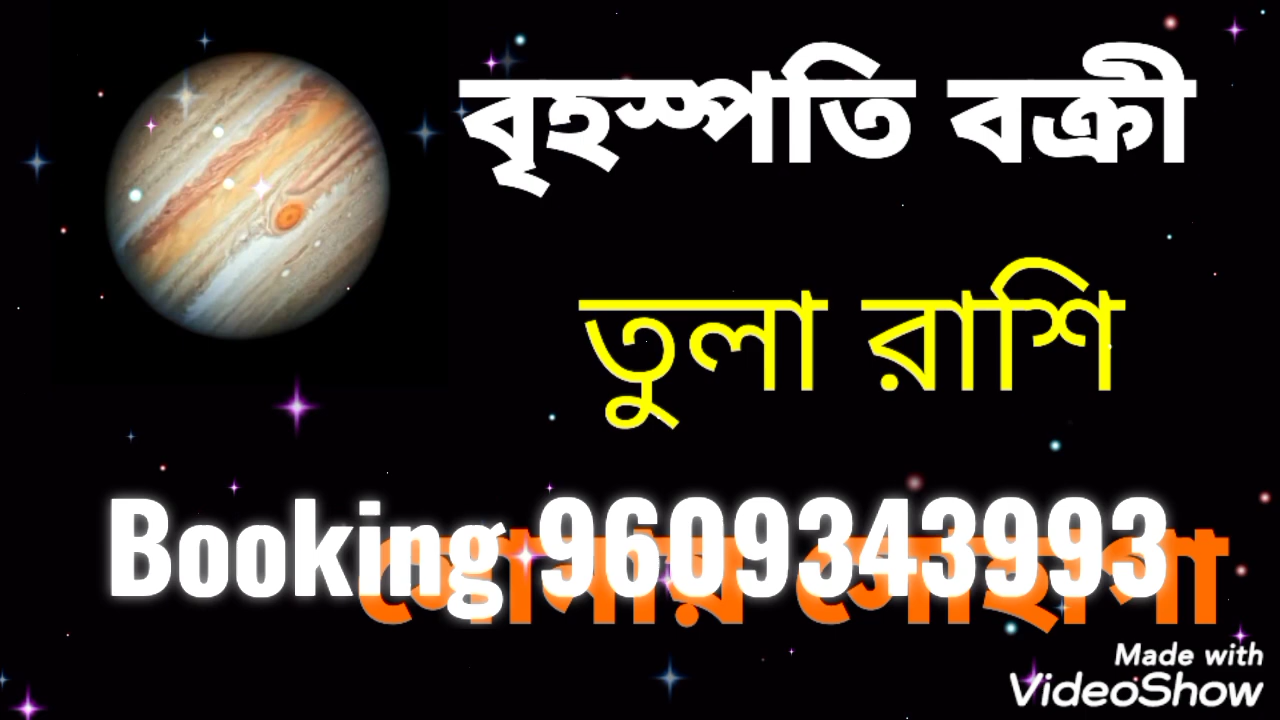 বৃহস্পতি বক্রী
তুলা রাশি
Booking 9609343993
সোনায় সোহাগা
Made with
VideoShow